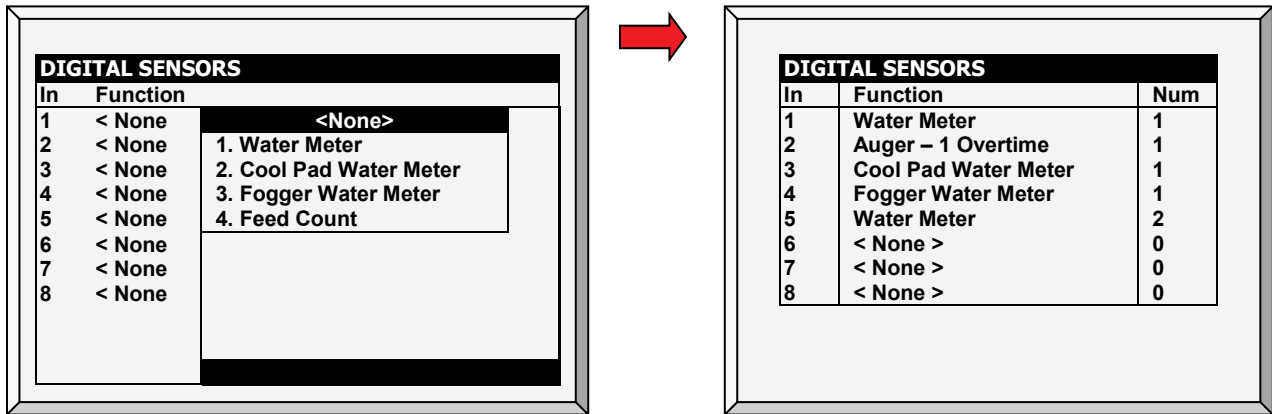 DIGITAL SENSORS
In Function
<None>
1 < None
1. Water Meter
2 < None
2. Cool Pad Water Meter
3 < None
3. Fogger Water Meter
4 < None
4. Feed Count
5 < None
6 < None
7 < None
8 < None
DIGITAL SENSORS
In Function Num
1 Water Meter 1
2 Auger – 1 Overtime 1
3 Cool Pad Water Meter 1
4 Fogger Water Meter 1
5 Water Meter 2
6 < None > 0
7 < None > 0
8 < None > 0